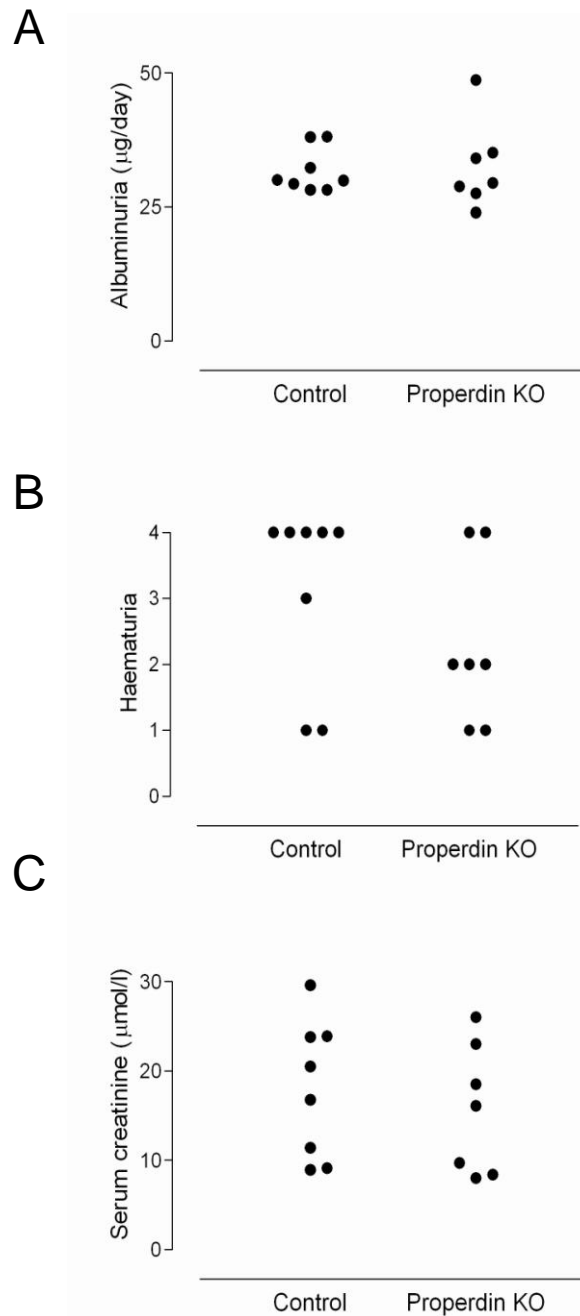 A
Albuminuria (μg/day)
50
25
0
Control Properdin KO
B
Haematuria
4
3
2
1
0
Control Properdin KO
C
Serum creatinine (μmol/l)
30
20
10
0
Control Properdin KO